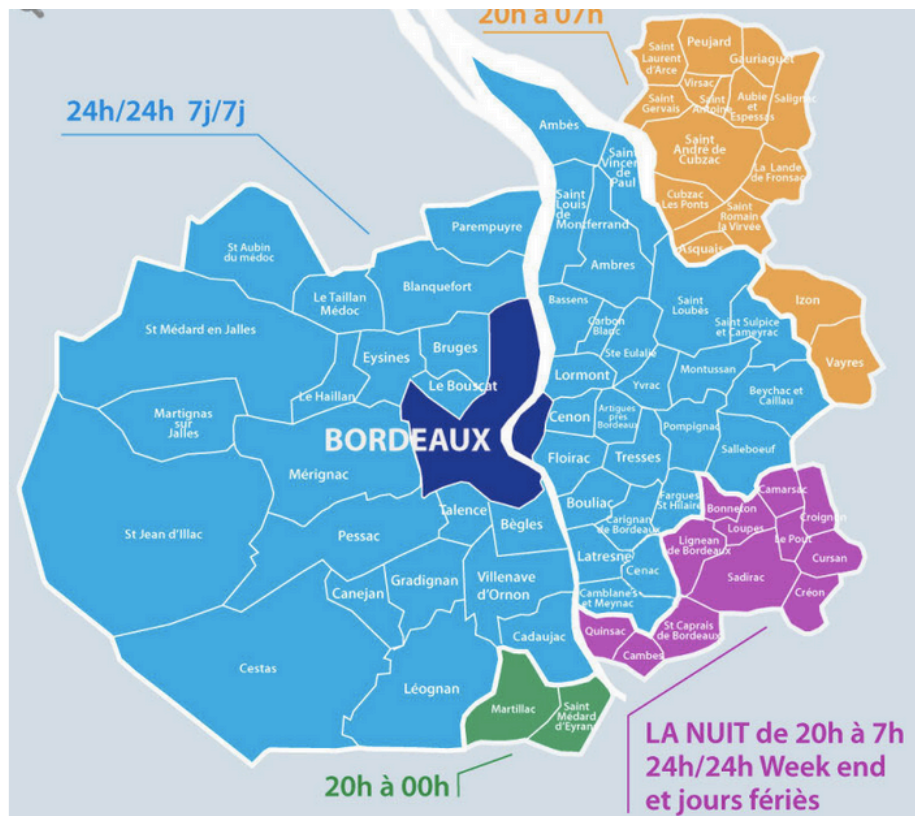 20h à 07h
24h/24h 7j/7j
Saint
Laurent
d'Arce
Peujard
Gauriaguet
Virsac
Saint
Gervais
Saint
Antoine
Aubie et
Espessas
Salignac
Saint
André de
Cubzac
La Lande
de Fronsac
Cubzac
Les Ponts
Saint
Romain
la Virvée
Asquais
Izon
Vayres
Ambès
Saint
Vincent
de Paul
Saint
Louis de
Montferrand
Ambres
Parempuyre
St Aubin
du médoc
Le Taillan
Médoc
Blanquefort
St Médard en Jalles
Eysines
Bruges
Le Bouscat
Le Haillan
Martignas
sur
Jalles
BORDEAUX
Mérignac
St Jean d'Illac
Pessac
Talence
Bègles
Canejan
Gradignan
Villenave
d'Ornon
Cestas
Léognan
Cadaujac
Bassens
Carbon
Blanc
Saint
Loubès
Saint Sulpice
et Cameyrac
Ste Eulalie
Lormont
Yvrac
Montussan
Beychac et
Caillau
Cenon
Artigues
près
Bordeaux
Pompignac
Salleboeuf
Floirac
Tresses
Bouliac
Carignan
de Bordeaux
Fargues
St Hilaire
Latresne
Cenac
Camblanes
et Meynac
Bonneton
Camarsac
Croignon
Loupes
Le Pout
Lignean
de Bordeaux
Cursan
Sadirac
Créon
St Caprais
de Bordeaux
Quinsac
Cambes
Martillac
Saint
Médard
d'Eyran
20h à 00h
LA NUIT de 20h à 7h
24h/24h Week end
et jours fériès